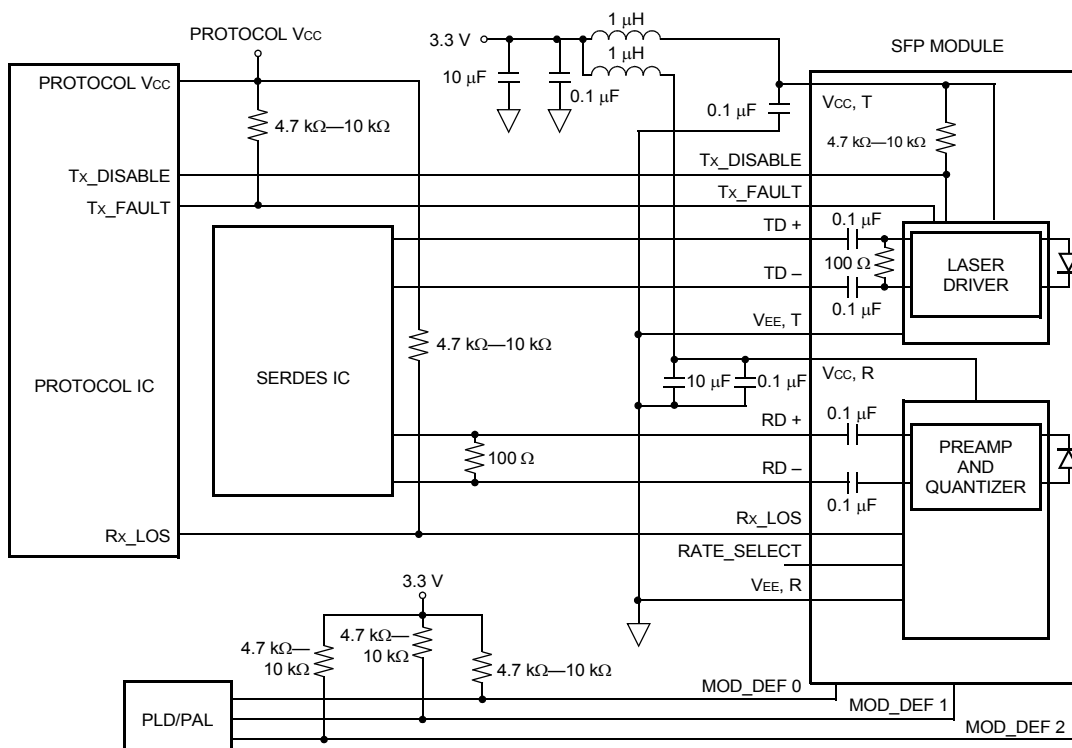 PROTOCOL VCC
3.3 V
1 μH
1 μH
10 μF
0.1 μF
SFP MODULE
PROTOCOL VCC
4.7 kΩ—10 kΩ
0.1 μF
VCC, T
4.7 kΩ—10 kΩ
TX_DISABLE
TX_DISABLE
TX_FAULT
TX_FAULT
TD +
0.1 μF
100 Ω
LASER
DRIVER
TD –
0.1 μF
VEE, T
4.7 kΩ—10 kΩ
PROTOCOL IC
SERDES IC
10 μF
0.1 μF
VCC, R
RD +
0.1 μF
100 Ω
PREAMP
AND
QUANTIZER
RD –
0.1 μF
RX_LOS
RX_LOS
RATE_SELECT
VEE, R
3.3 V
4.7 kΩ—
10 kΩ
4.7 kΩ—
10 kΩ
4.7 kΩ—10 kΩ
MOD_DEF 0
MOD_DEF 1
MOD_DEF 2
PLD/PAL